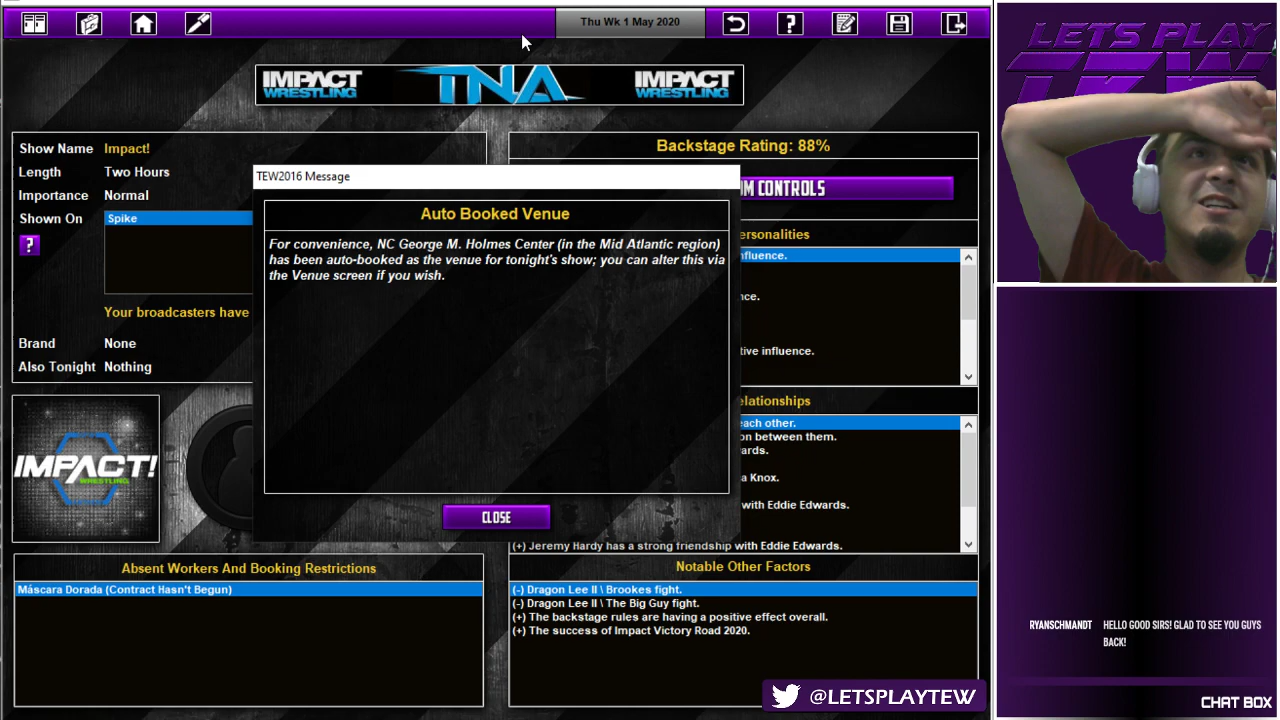 Thu Wk 1 May 2020
LETS PLAY
TEW
IMPACT WRESTLING
TNA
IMPACT WRESTLING
Show Name Impact!
Length Two Hours
Importance Normal
Shown On Spike
?
Your broadcasters have
Brand None
Also Tonight Nothing
Backstage Rating: 88%
M CONTROLS
ersonalities
nfluence.
nce.
tive influence.
elationships
each other.
on between them.
ards.
a Knox.
with Eddie Edwards.
(+) Jeremy Hardy has a strong friendship with Eddie Edwards.
TEW2016 Message
Auto Booked Venue
For convenience, NC George M. Holmes Center (in the Mid Atlantic region)
has been auto-booked as the venue for tonight's show; you can alter this via
the Venue screen if you wish.
CLOSE
IMPACT!
WRESTLING
Absent Workers And Booking Restrictions
Máscara Dorada (Contract Hasn't Begun)
Notable Other Factors
(-) Dragon Lee II \ Brookes fight.
(-) Dragon Lee II \ The Big Guy fight.
(+) The backstage rules are having a positive effect overall.
(+) The success of Impact Victory Road 2020.
@LETSPLAYTEW
RYANSCHMANDT HELLO GOOD SIRS! GLAD TO SEE YOU GUYS
BACK!
CHAT BOX